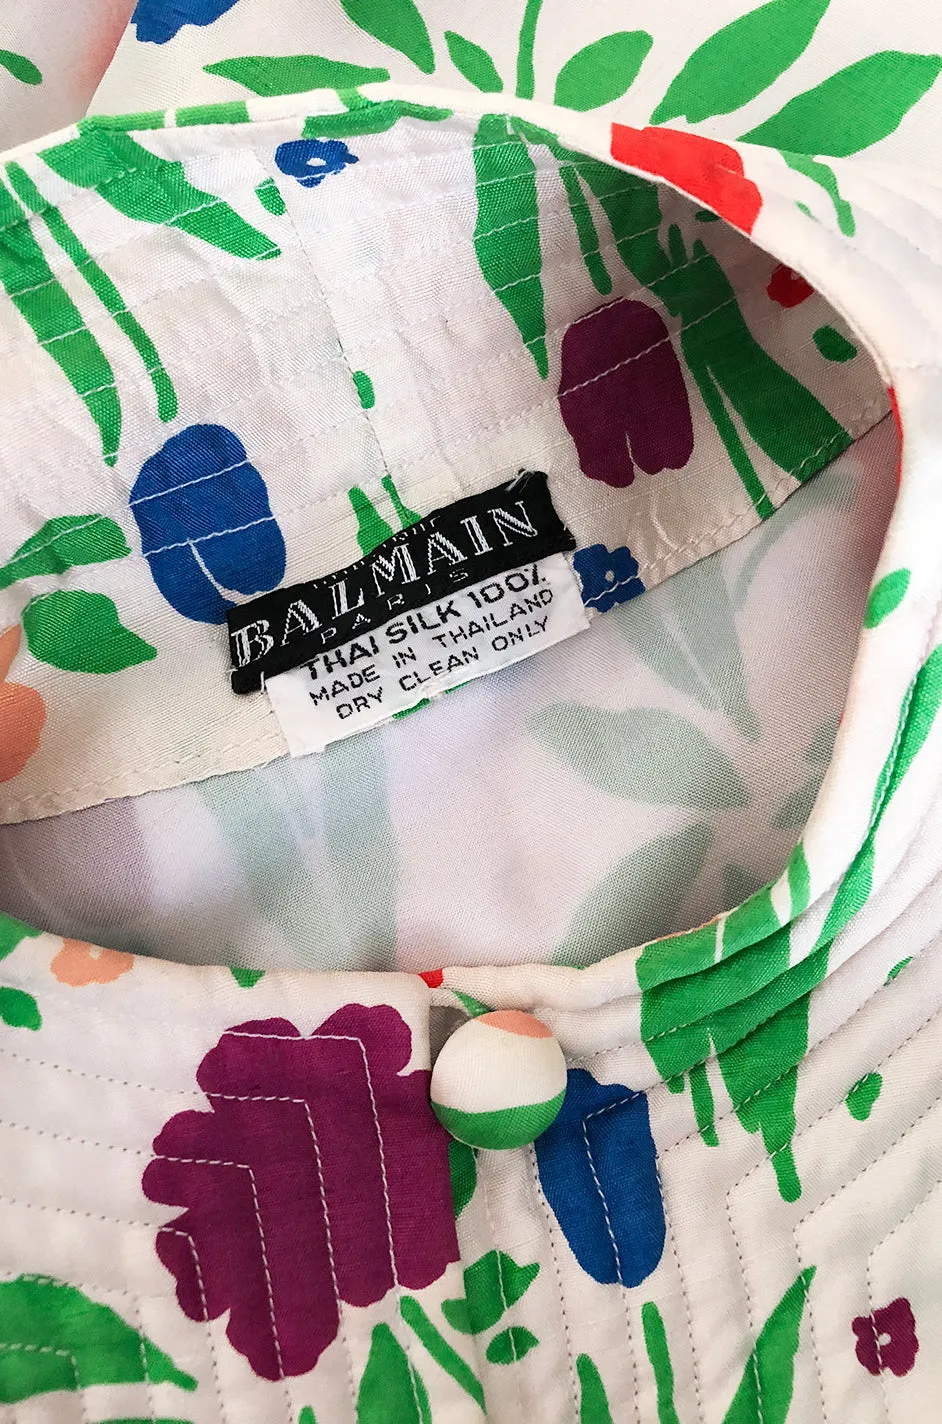 BALMAIN
PARIS
THAI SILK 100%
MADE IN THAILAND
DRY CLEAN ONLY